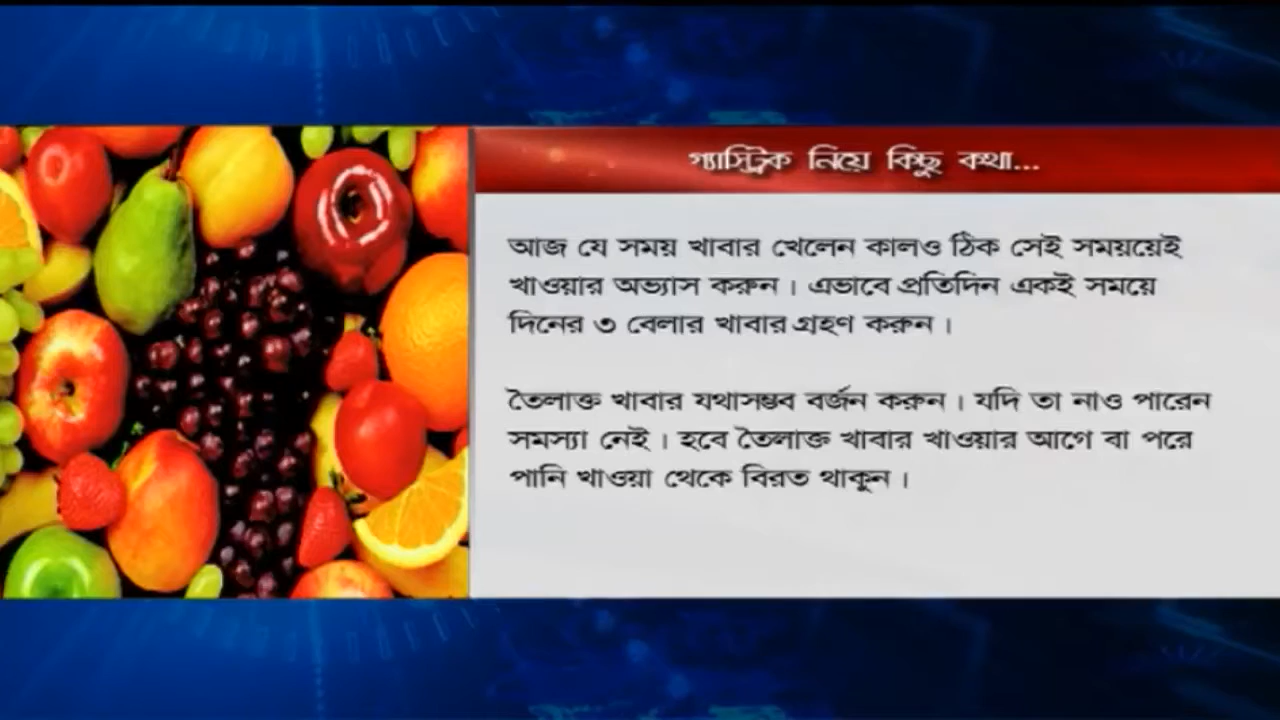 গ্যাস্ট্রিক নিয়ে কিছু কথা...
আজ যে সময় খাবার খেলেন কালও ঠিক সেই সময়য়েই
খাওয়ার অভ্যাস করুন । এভাবে প্রতিদিন একই সময়ে
দিনের ৩ বেলার খাবার গ্রহণ করুন ।
তৈলাক্ত খাবার যথাসম্ভব বর্জন করুন । যদি তা নাও পারেন
সমস্যা নেই । হবে তৈলাক্ত খাবার খাওয়ার আগে বা পরে
পানি খাওয়া থেকে বিরত থাকুন ।